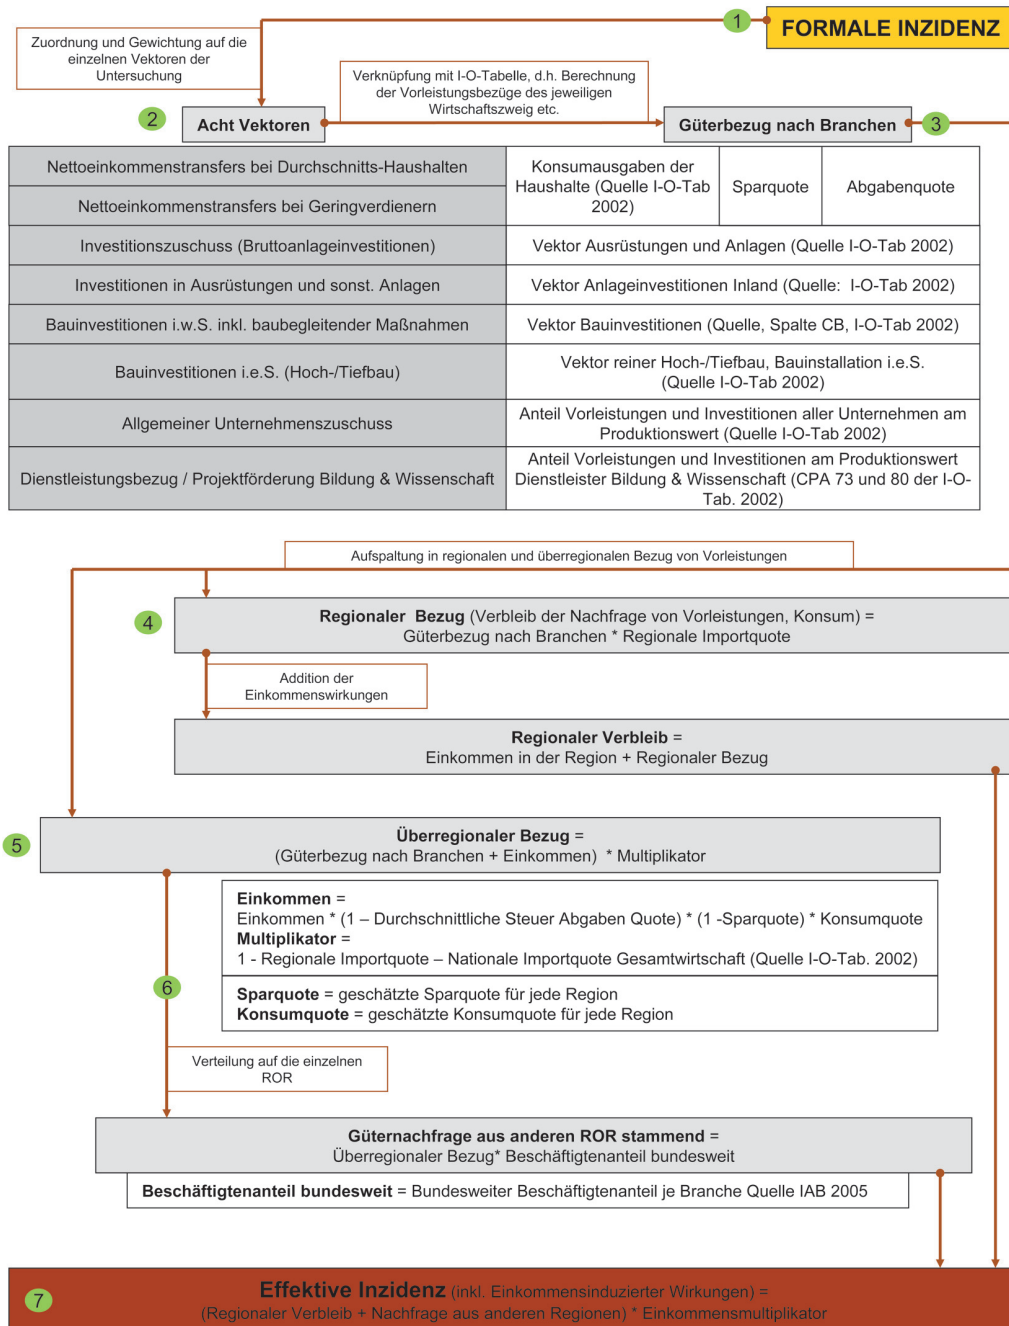 1
FORMALE INZIDENZ
Zuordnung und Gewichtung auf die
einzelnen Vektoren der
Untersuchung
Verknüpfung mit I-O-Tabelle, d.h. Berechnung
der Vorleistungsbezüge des jeweiligen
Wirtschaftszweig etc.
2
Acht Vektoren
Güterbezug nach Branchen
3
Nettoeinkommenstransfers bei Durchschnitts-Haushalten
Nettoeinkommenstransfers bei Geringverdienern
Konsumausgaben der
Haushalte (Quelle I-O-Tab
2002)
Sparquote
Abgabenquote
Investitionszuschuss (Bruttoanlageinvestitionen)
Vektor Ausrüstungen und Anlagen (Quelle I-O-Tab 2002)
Investitionen in Ausrüstungen und sonst. Anlagen
Vektor Anlageinvestitionen Inland (Quelle:  I-O-Tab 2002)
Bauinvestitionen i.w.S. inkl. baubegleitender Maßnahmen
Vektor Bauinvestitionen (Quelle, Spalte CB, I-O-Tab 2002)
Bauinvestitionen i.e.S. (Hoch-/Tiefbau)
Vektor reiner Hoch-/Tiefbau, Bauinstallation i.e.S.
(Quelle I-O-Tab 2002)
Allgemeiner Unternehmenszuschuss
Anteil Vorleistungen und Investitionen aller Unternehmen am
Produktionswert (Quelle I-O-Tab 2002)
Dienstleistungsbezug / Projektförderung Bildung & Wissenschaft
Anteil Vorleistungen und Investitionen am Produktionswert
Dienstleister Bildung & Wissenschaft (CPA 73 und 80 der I-O-
Tab. 2002)
Aufspaltung in regionalen und überregionalen Bezug von Vorleistungen
4
Regionaler  Bezug (Verbleib der Nachfrage von Vorleistungen, Konsum) =
Güterbezug nach Branchen * Regionale Importquote
Addition der
Einkommenswirkungen
Regionaler Verbleib =
Einkommen in der Region + Regionaler Bezug
5
Überregionaler Bezug =
(Güterbezug nach Branchen + Einkommen)  * Multiplikator
Einkommen =
Einkommen * (1 – Durchschnittliche Steuer Abgaben Quote) * (1 -Sparquote) * Konsumquote
Multiplikator =
1 - Regionale Importquote – Nationale Importquote Gesamtwirtschaft (Quelle I-O-Tab. 2002)
6
Sparquote = geschätzte Sparquote für jede Region
Konsumquote = geschätzte Konsumquote für jede Region
Verteilung auf die einzelnen
ROR
Güternachfrage aus anderen ROR stammend =
Überregionaler Bezug* Beschäftigtenanteil bundesweit
Beschäftigtenanteil bundesweit = Bundesweiter Beschäftigtenanteil je Branche Quelle IAB 2005
7
Effektive Inzidenz (inkl. Einkommensinduzierter Wirkungen) =
(Regionaler Verbleib + Nachfrage aus anderen Regionen) * Einkommensmultiplikator